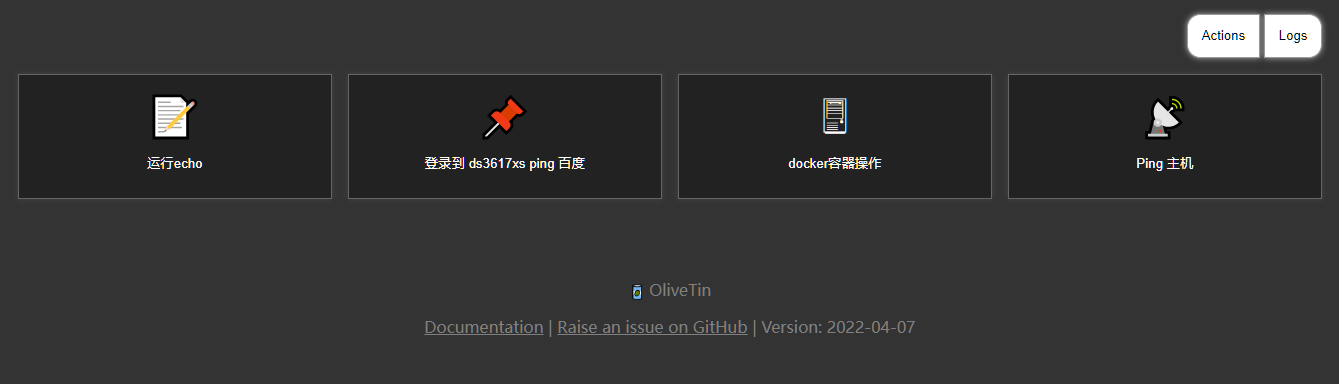 Actions Logs
运行echo 登录到 ds3617xs ping 百度 docker容器操作 Ping 主机
OliveTin
Documentation | Raise an issue on GitHub | Version: 2022-04-07